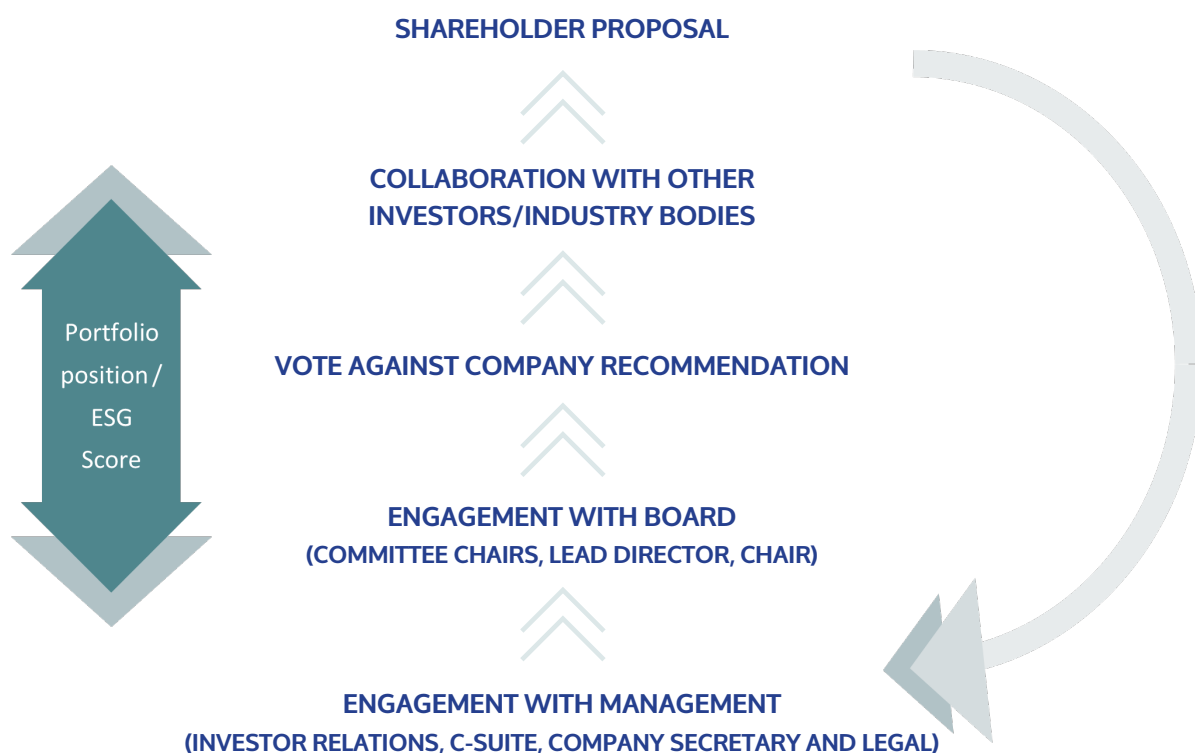 SHAREHOLDER PROPOSAL
COLLABORATION WITH OTHER
INVESTORS/INDUSTRY BODIES
Portfolio
position /
ESG
Score
VOTE AGAINST COMPANY RECOMMENDATION
ENGAGEMENT WITH BOARD
(COMMITTEE CHAIRS, LEAD DIRECTOR, CHAIR)
ENGAGEMENT WITH MANAGEMENT
(INVESTOR RELATIONS, C-SUITE, COMPANY SECRETARY AND LEGAL)